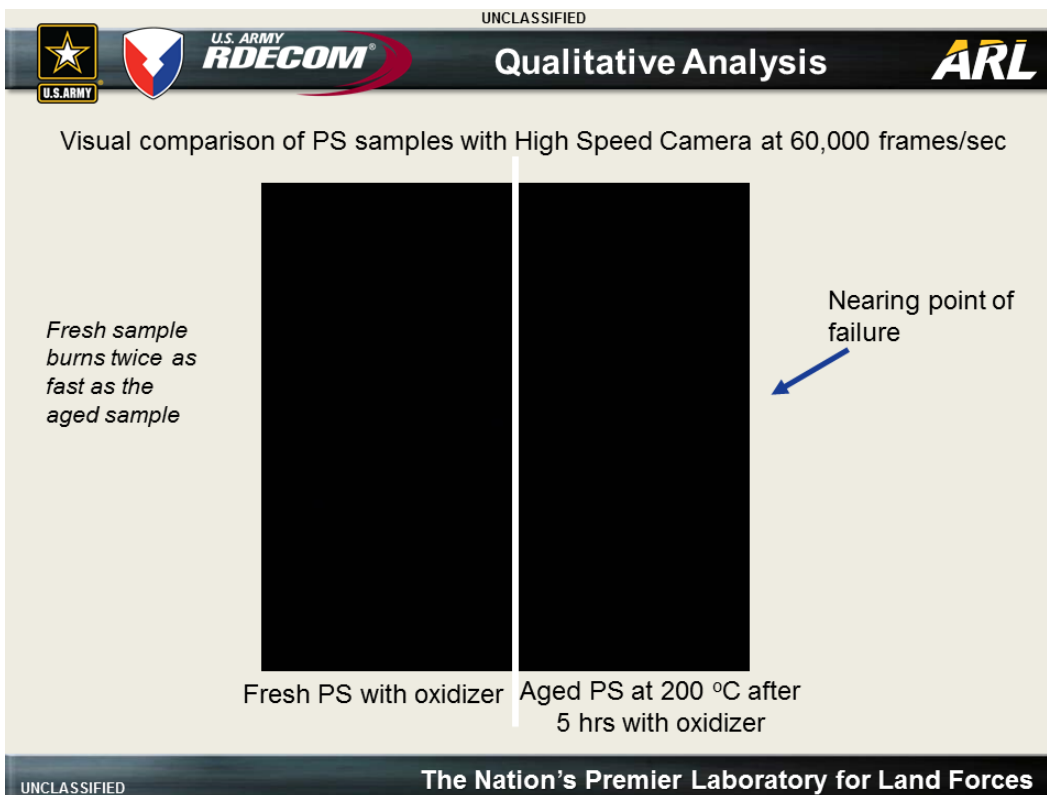 UNCLASSIFIED
U.S. ARMY
RDECOM®
Qualitative Analysis
ARL
U.S.ARMY
Visual comparison of PS samples with High Speed Camera at 60,000 frames/sec
Nearing point of
failure
Fresh sample
burns twice as
fast as the
aged sample
Fresh PS with oxidizer
Aged PS at 200 ºC after
5 hrs with oxidizer
The Nation's Premier Laboratory for Land Forces
UNCLASSIFIED